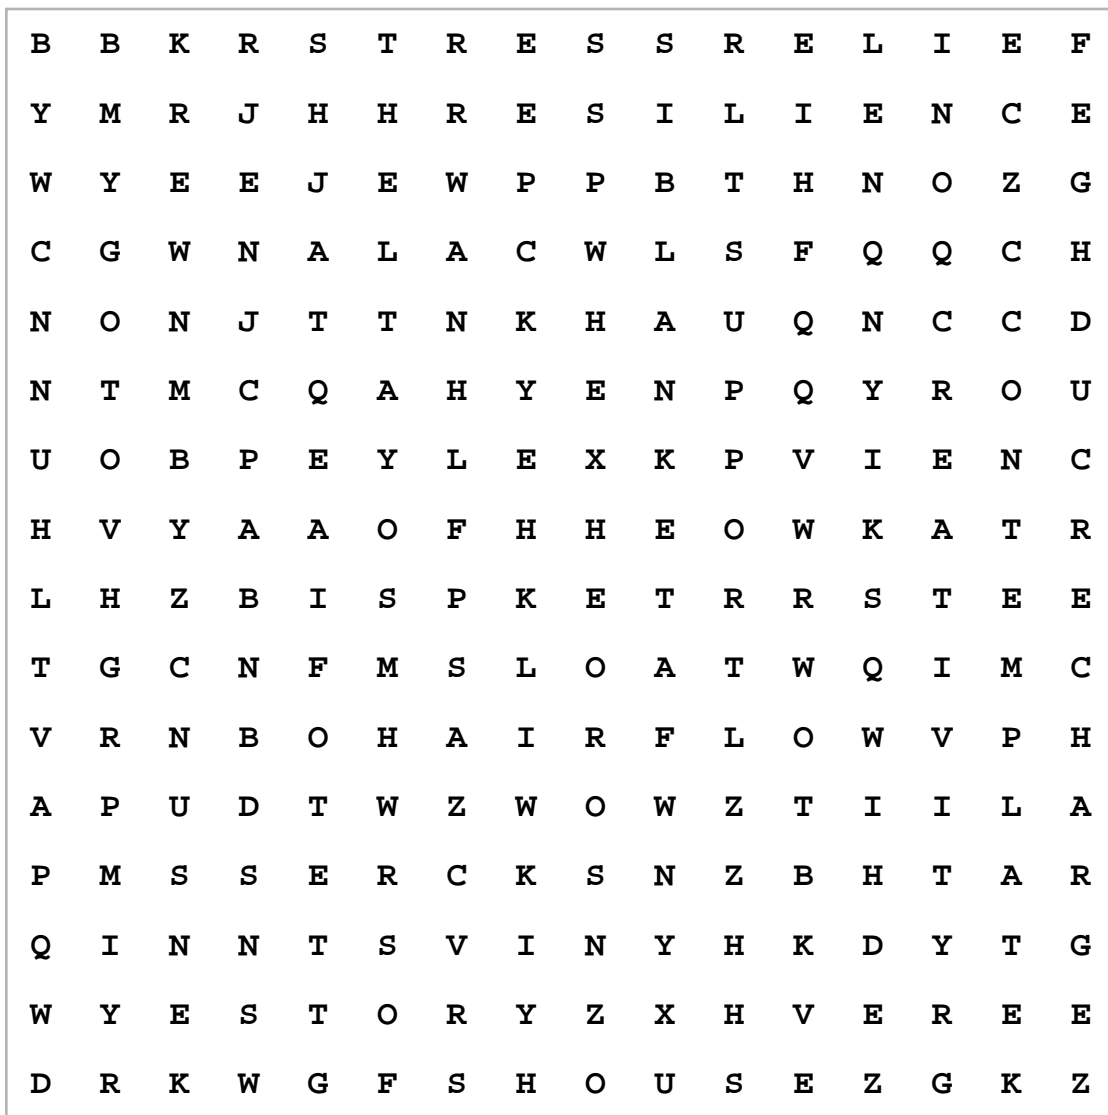 B B K R S T R E S S R E L I E F
Y M R J H H R E S I L I E N C E
W Y E E J E W P P B T H N O Z G
C G W N A L A C W L S F Q Q C H
N O N J T T N K H A U Q N C C D
N T M C Q A H Y E N P Q Y R O U
U O B P E Y L E X K P V I E N C
H V Y A A O F H H E O W K A T R
L H Z B I S P K E T R R S T E E
T G C N F M S L O A T W Q I M C
V R N B O H A I R F L O W V P H
A P U D T W Z W O W Z T I I L A
P M S S E R C K S N Z B H T A R
Q I N N T S V I N Y H K D Y T G
W Y E S T O R Y Z X H V E R E E
D R K W G F S H O U S E Z G K Z